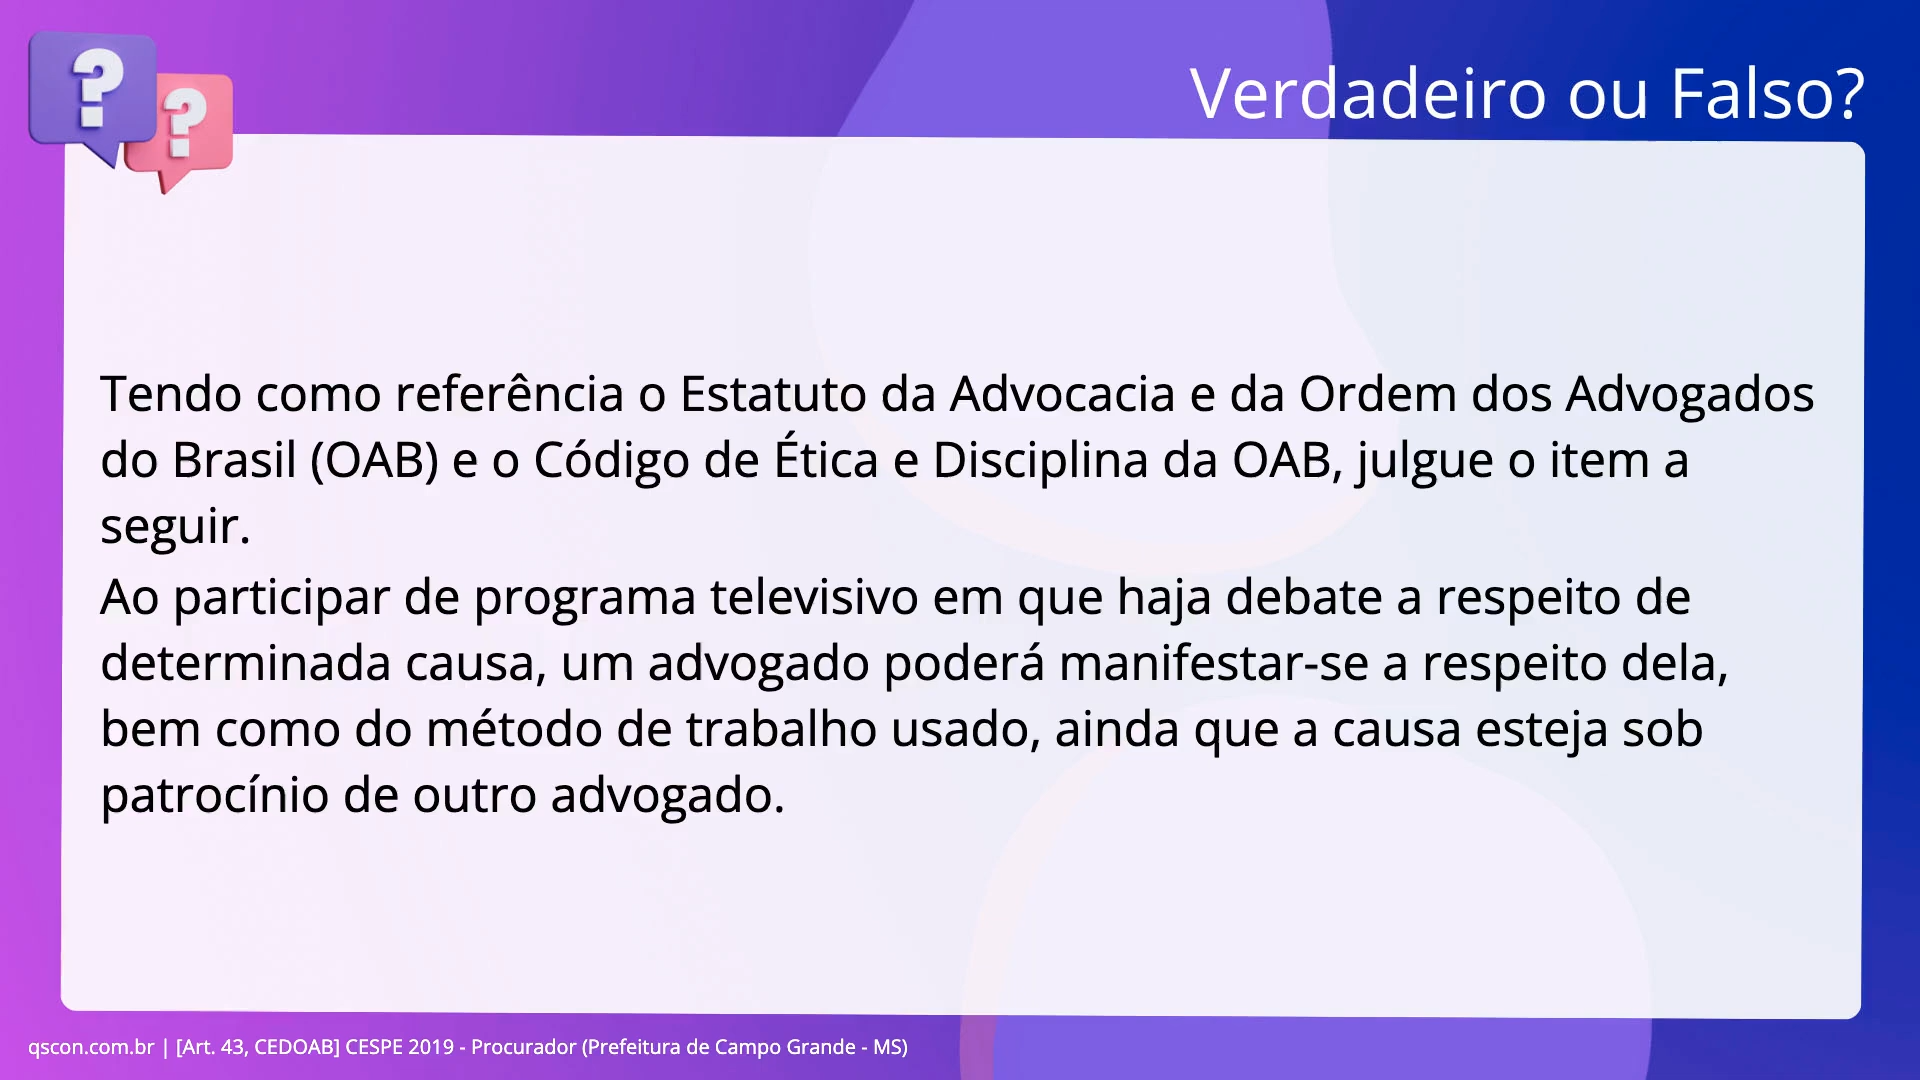 Verdadeiro ou Falso?
Tendo como referência o Estatuto da Advocacia e da Ordem dos Advogados
do Brasil (OAB) e o Código de Ética e Disciplina da OAB, julgue o item a
seguir.
Ao participar de programa televisivo em que haja debate a respeito de
determinada causa, um advogado poderá manifestar-se a respeito dela,
bem como do método de trabalho usado, ainda que a causa esteja sob
patrocínio de outro advogado.
qscon.com.br | [Art. 43, CEDOAB] CESPE 2019 - Procurador (Prefeitura de Campo Grande - MS)